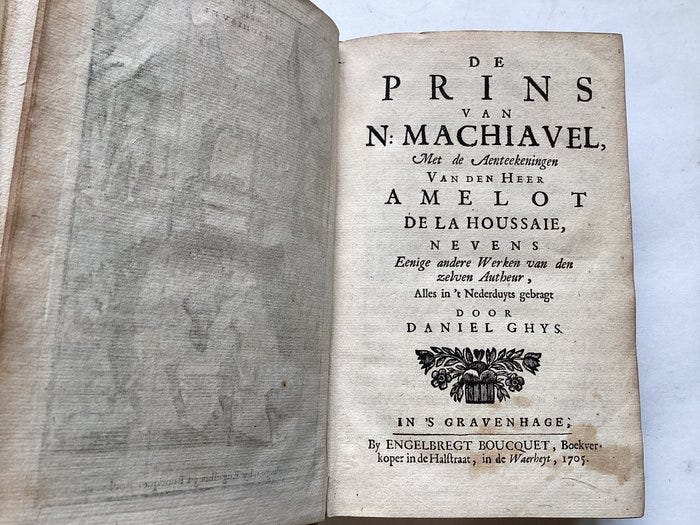 DE
PRINS
VAN
N: MACHIAVEL,
Met de Aenteekeningen
VAN DEN HEER
AMELOT
DE LA HOUSSAIE,
NEVENS
Eenige andere Werken van den
zelven Autheur,
Alles in 't Nederduyts gebragt
DOOR
DANIEL GHYS.
IN 'S GRAVENHAGE;
By ENGELBREGT BOUCQUET, Boekver-
koper in de Halstraat, in de Waerheyt, 1705.